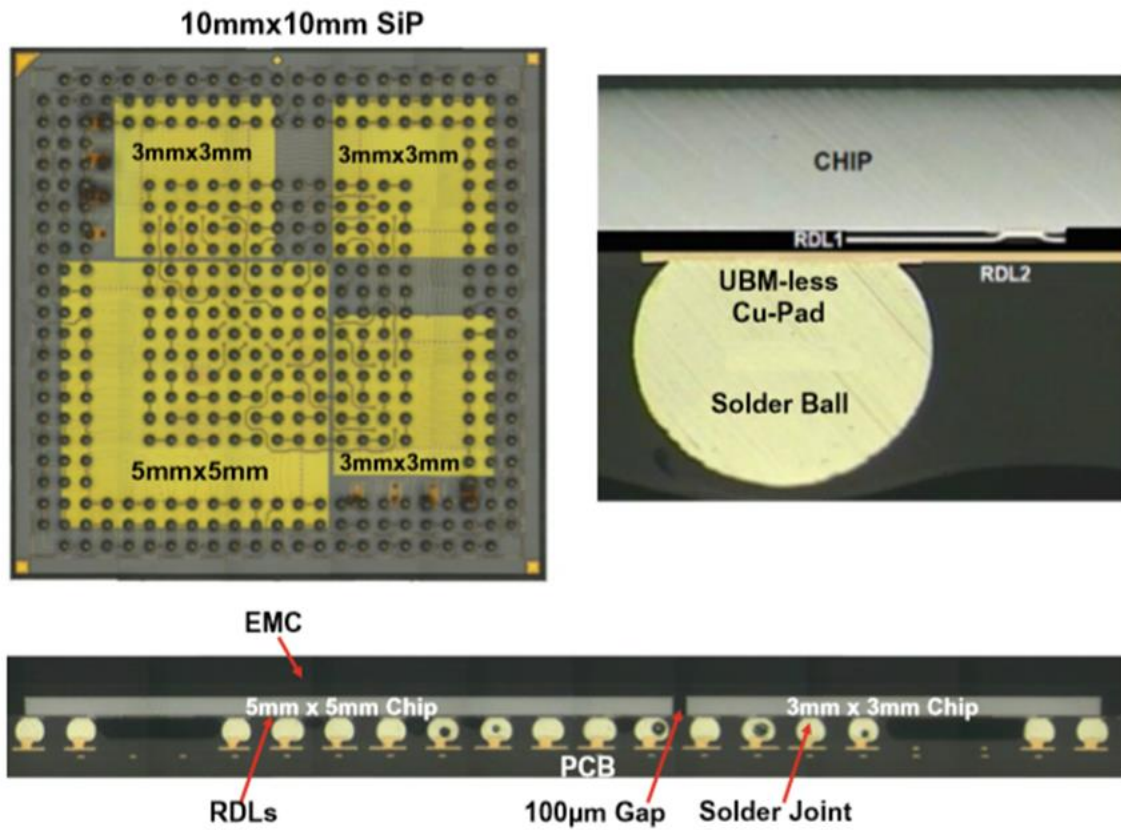 10mmx10mm SiP
3mmx3mm
3mmx3mm
5mmx5mm
3mmx3mm
CHIP
RDL1
RDL2
UBM-less
Cu-Pad
Solder Ball
EMC
5mm x 5mm Chip
3mm x 3mm Chip
PCB
RDLs
100μm Gap
Solder Joint